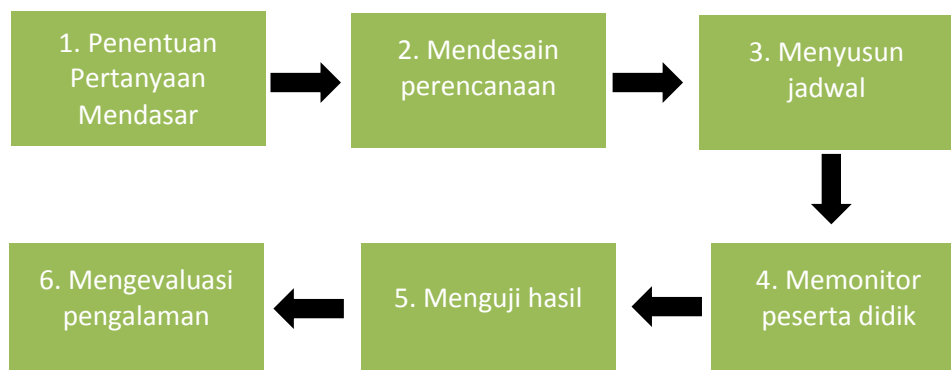 1. Penentuan
Pertanyaan
Mendasar
2. Mendesain
perencanaan
3. Menyusun
jadwal
4. Memonitor
peserta didik
5. Menguji hasil
6. Mengevaluasi
pengalaman